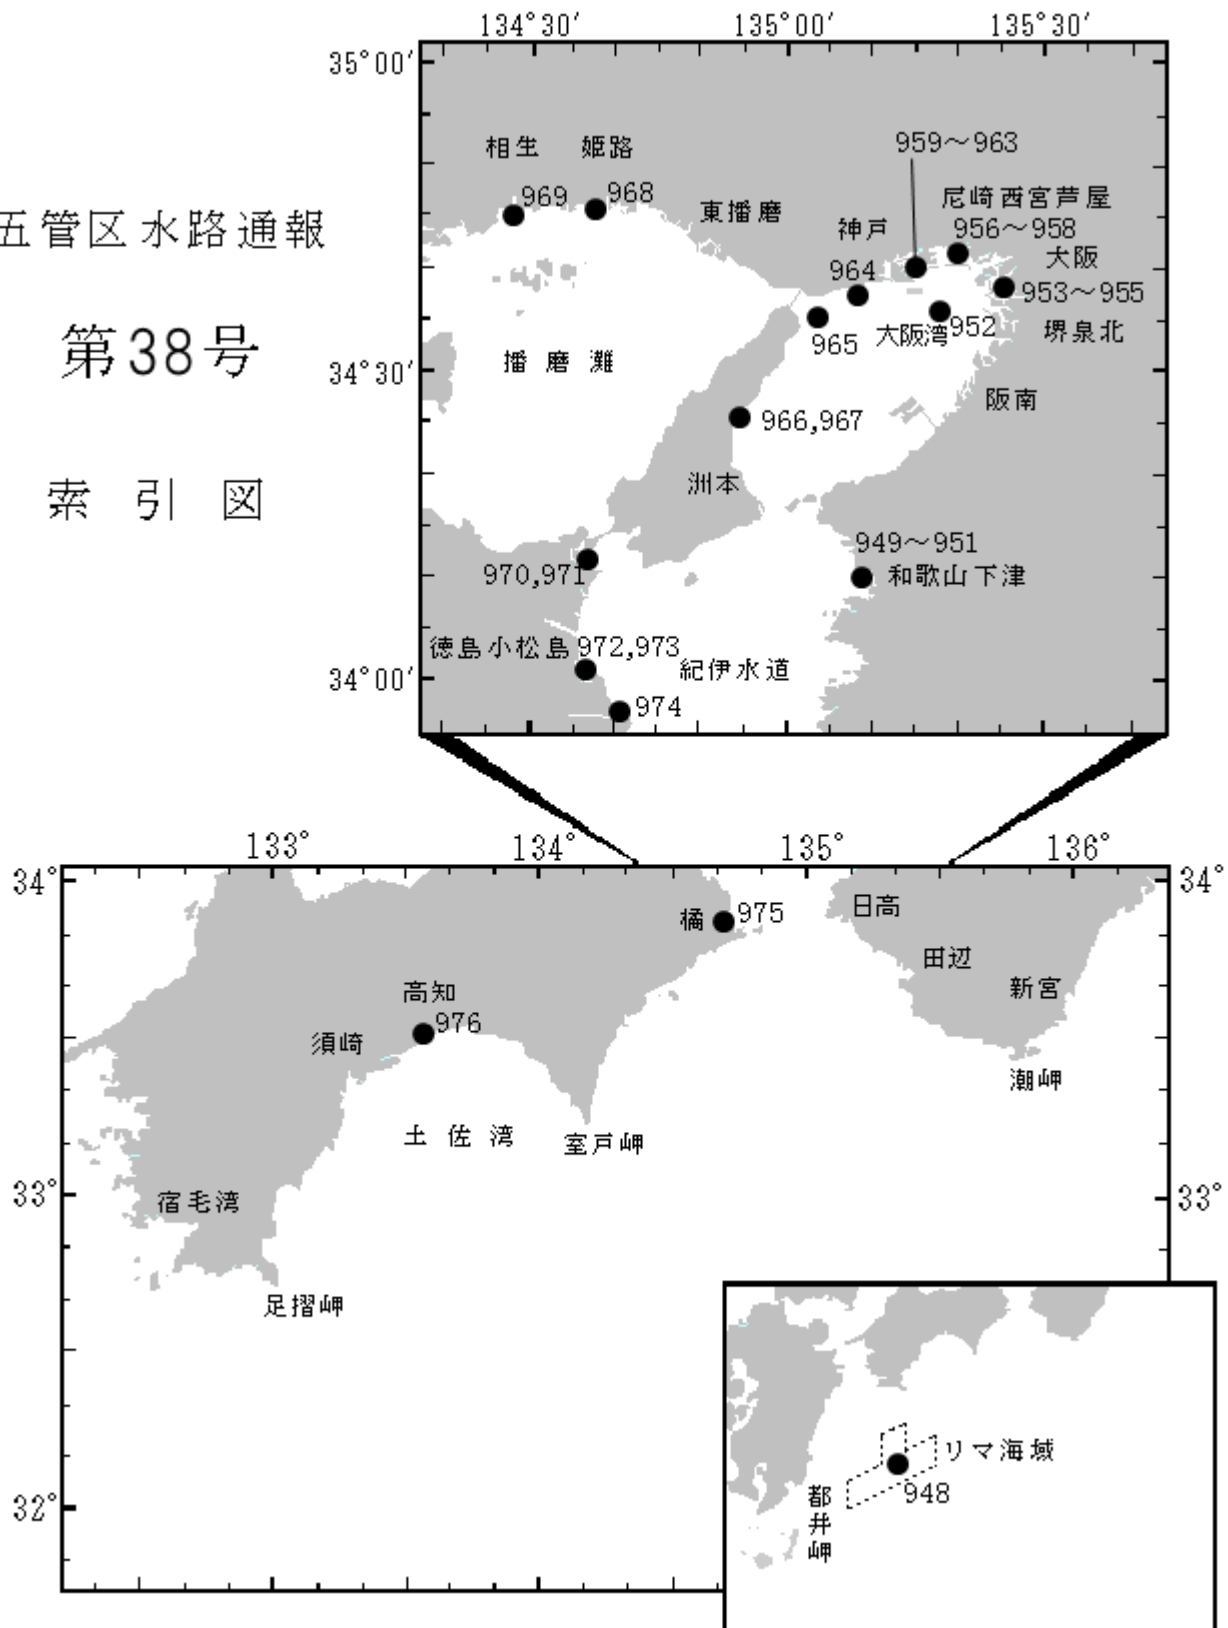 134°30′ 135°00′ 135°30′
35°00′
相生 姫路
959～963
969 968
尼崎西宮芦屋
東播磨
956～958
五管区水路通報
神戸
大阪
964
953～955
952
第38号
965 大阪湾
堺泉北
播磨灘
34°30′
阪南
966,967
洲本
索引図
949～951
970,971
和歌山下津
徳島小松島 972,973
紀伊水道
34°00′
974
133° 134° 135° 136°
34° 34°
橘 975
日高
田辺
新宮
高知
976
須崎
潮岬
土佐湾 室戸岬
33° 33°
宿毛湾
足摺岬
リマ海域
948
都井岬
32°